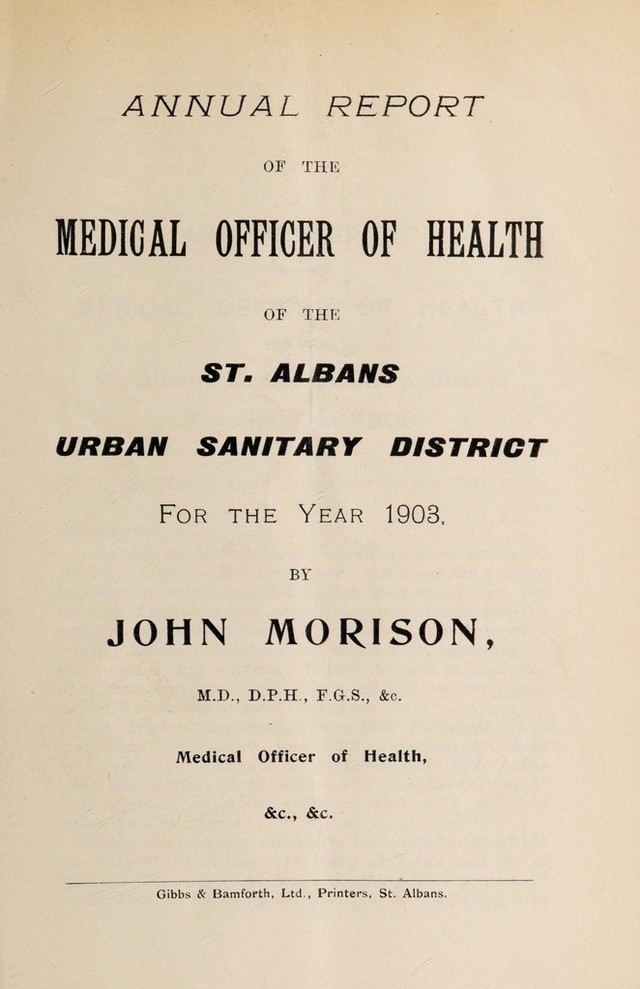 ANNUAL REPORT
OF THE
MEDICAL OFFICER OF HEALTH
OF THE
ST. ALBANS
URBAN SANITARY DISTRICT
FOR THE YEAR 1903,
BY
JOHN MORISON,
M.D., D.P.H., F.G.S., &c.
Medical Officer of Health,
&c., &c.
Gibbs & Bamforth, Ltd., Printers, St. Albans.